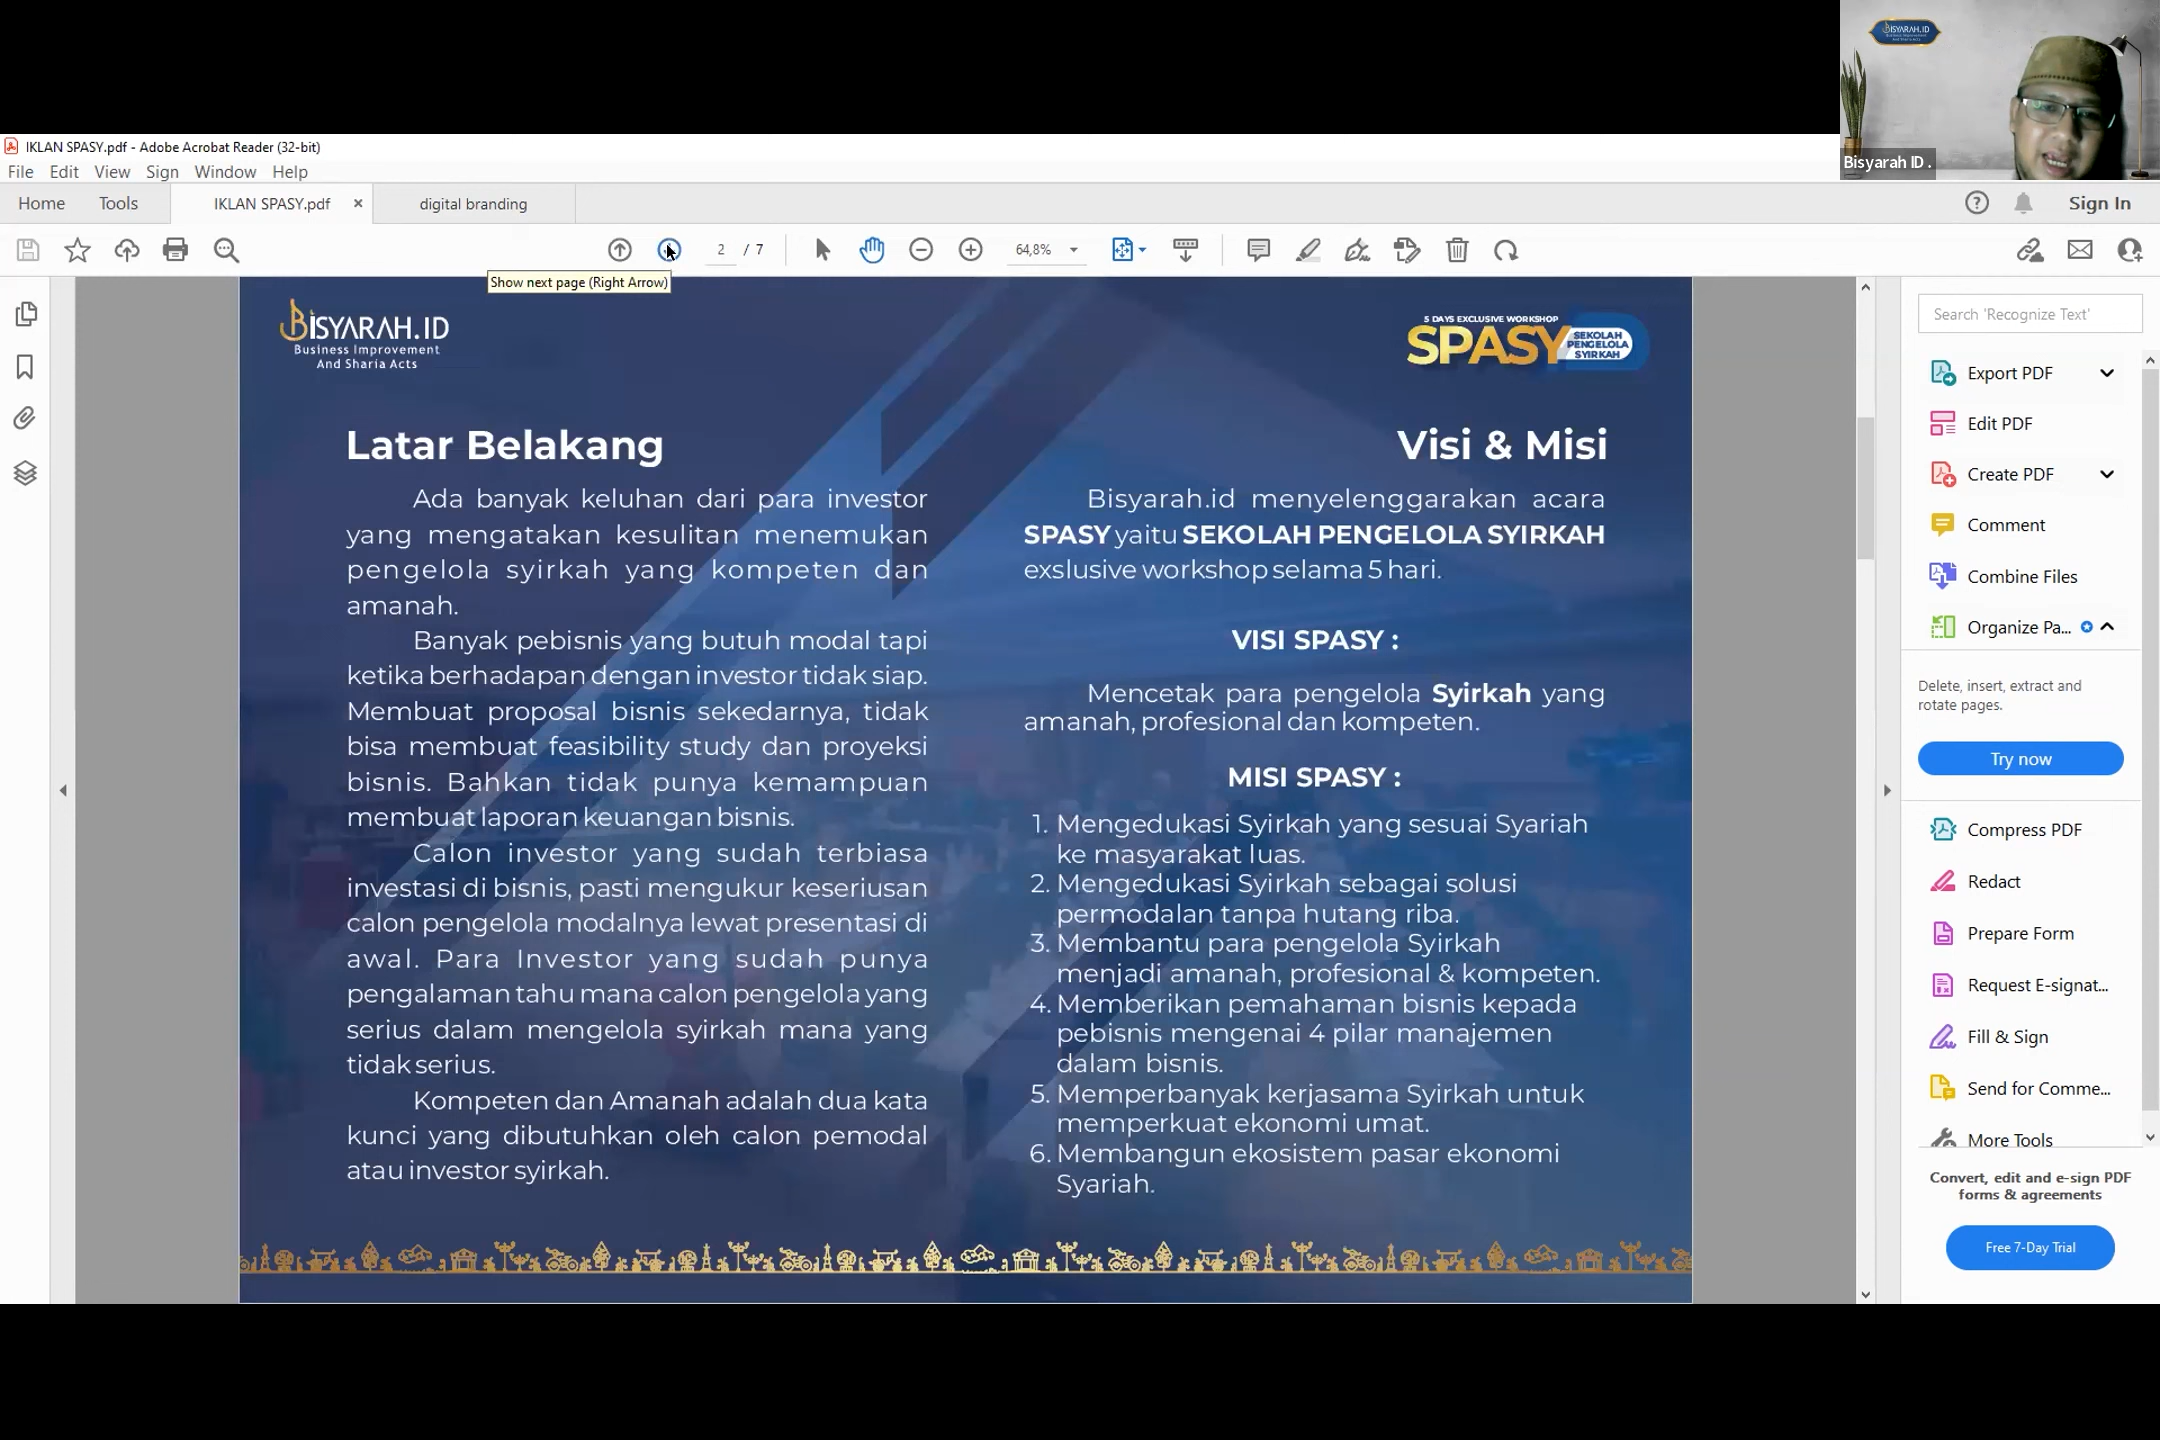 BISYARAH.ID
Bisyarah ID .
IKLAN SPASY.pdf - Adobe Acrobat Reader (32-bit)
File Edit View Sign Window Help
Home Tools IKLAN SPASY.pdf × digital branding Sign In
2 / 7 64,8%
Show next page (Right Arrow)
BISYARAH.ID
Business Improvement
And Sharia Acts
5 DAYS EXCLUSIVE WORKSHOP
SPASY
SEKOLAH
PENGELOLA
SYIRKAH
Latar Belakang
Ada banyak keluhan dari para investor
yang mengatakan kesulitan menemukan
pengelola syirkah yang kompeten dan
amanah.
Banyak pebisnis yang butuh modal tapi
ketika berhadapan dengan investor tidak siap.
Membuat proposal bisnis sekedarnya, tidak
bisa membuat feasibility study dan proyeksi
bisnis. Bahkan tidak punya kemampuan
membuat laporan keuangan bisnis.
Calon investor yang sudah terbiasa
investasi di bisnis, pasti mengukur keseriusan
calon pengelola modalnya lewat presentasi di
awal. Para Investor yang sudah punya
pengalaman tahu mana calon pengelola yang
serius dalam mengelola syirkah mana yang
tidak serius.
Kompeten dan Amanah adalah dua kata
kunci yang dibutuhkan oleh calon pemodal
atau investor syirkah.
Visi & Misi
Bisyarah.id menyelenggarakan acara
SPASY yaitu SEKOLAH PENGELOLA SYIRKAH
exslusive workshop selama 5 hari.
VISI SPASY :
Mencetak para pengelola Syirkah yang
amanah, profesional dan kompeten.
MISI SPASY :
1. Mengedukasi Syirkah yang sesuai Syariah
ke masyarakat luas.
2. Mengedukasi Syirkah sebagai solusi
permodalan tanpa hutang riba.
3. Membantu para pengelola Syirkah
menjadi amanah, profesional & kompeten.
4. Memberikan pemahaman bisnis kepada
pebisnis mengenai 4 pilar manajemen
dalam bisnis.
5. Memperbanyak kerjasama Syirkah untuk
memperkuat ekonomi umat.
6. Membangun ekosistem pasar ekonomi
Syariah.
Search 'Recognize Text'
Export PDF
Edit PDF
Create PDF
Comment
Combine Files
Organize Pa...
Delete, insert, extract and
rotate pages.
Try now
Compress PDF
Redact
Prepare Form
Request E-signat...
Fill & Sign
Send for Comme...
More Tools
Convert, edit and e-sign PDF
forms & agreements
Free 7-Day Trial